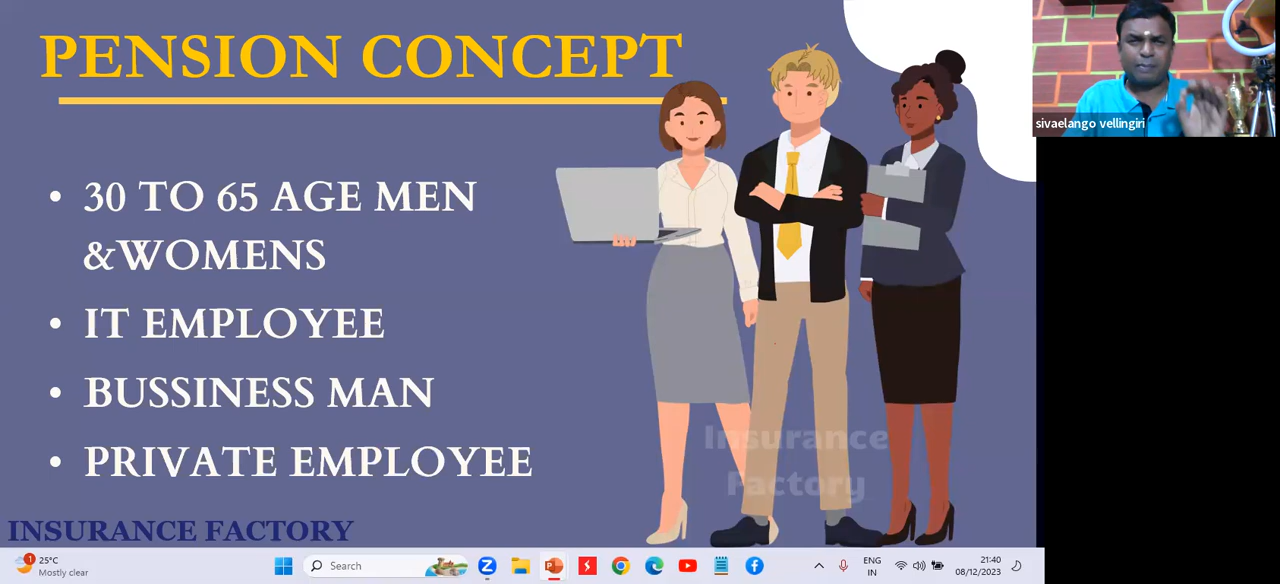 PENSION CONCEPT
sivaelango vellingiri
• 30 TO 65 AGE MEN
&WOMENS
• IT EMPLOYEE
• BUSSINESS MAN
• PRIVATE EMPLOYEE
Insurance
Factory
INSURANCE FACTORY
1
25°C
Mostly clear
Search
ENG
IN
21:40
08/12/2023